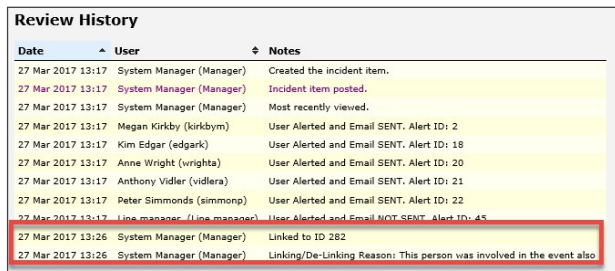 Review History
Date User Notes
27 Mar 2017 13:17 System Manager (Manager) Created the incident item.
27 Mar 2017 13:17 System Manager (Manager) Incident item posted.
27 Mar 2017 13:17 System Manager (Manager) Most recently viewed.
27 Mar 2017 13:17 Megan Kirkby (kirkbym) User Alerted and Email SENT. Alert ID: 2
27 Mar 2017 13:17 Kim Edgar (edgark) User Alerted and Email SENT. Alert ID: 18
27 Mar 2017 13:17 Anne Wright (wrighta) User Alerted and Email SENT. Alert ID: 20
27 Mar 2017 13:17 Anthony Vidler (vidlera) User Alerted and Email SENT. Alert ID: 21
27 Mar 2017 13:17 Peter Simmonds (simmonp) User Alerted and Email SENT. Alert ID: 22
27 Mar 2017 13:17 Line manager (Line manager) User Alerted and Email NOT SENT. Alert ID: 45
27 Mar 2017 13:26 System Manager (Manager) Linked to ID 282
27 Mar 2017 13:26 System Manager (Manager) Linking/De-Linking Reason: This person was involved in the event also